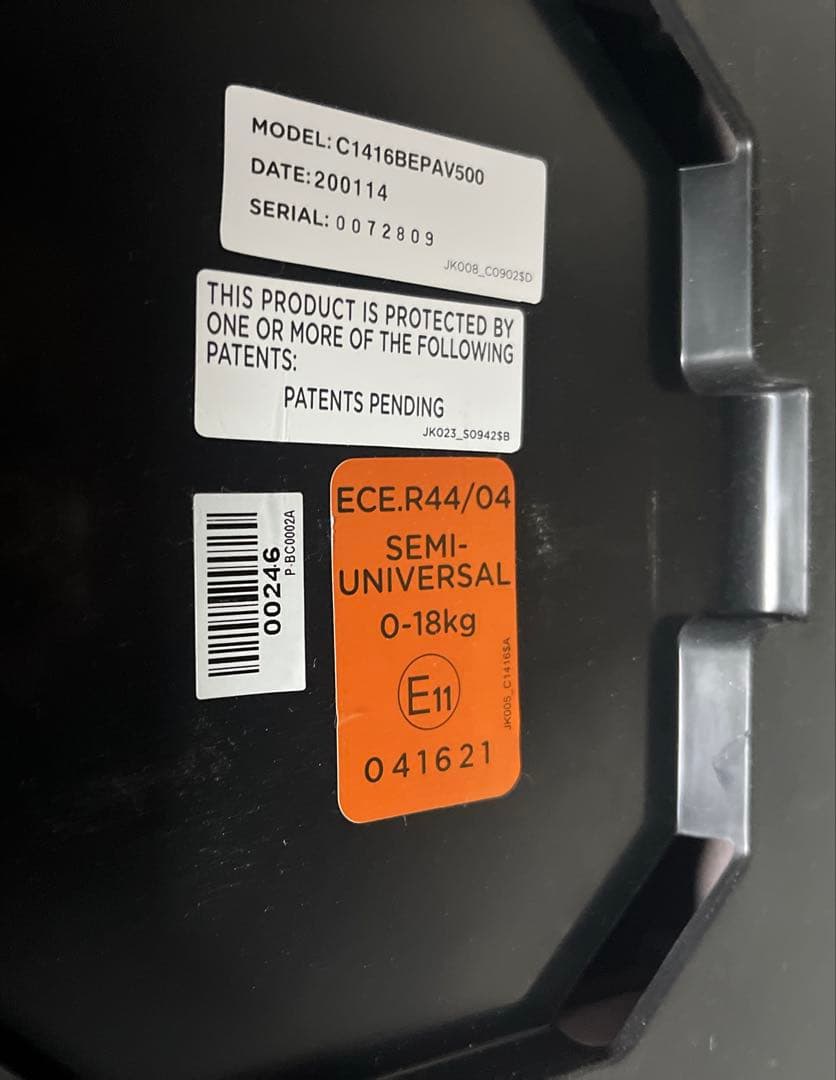 MODEL: C1416BEPAV500
DATE: 200114
SERIAL: 0072809
JK008_C0902$D
THIS PRODUCT IS PROTECTED BY
ONE OR MORE OF THE FOLLOWING
PATENTS:
PATENTS PENDING
JK023_S0942$B
00246
P-BC0002A
ECE.R44/04
SEMI-
UNIVERSAL
0-18kg
E11
JK005_C1416$A
041621